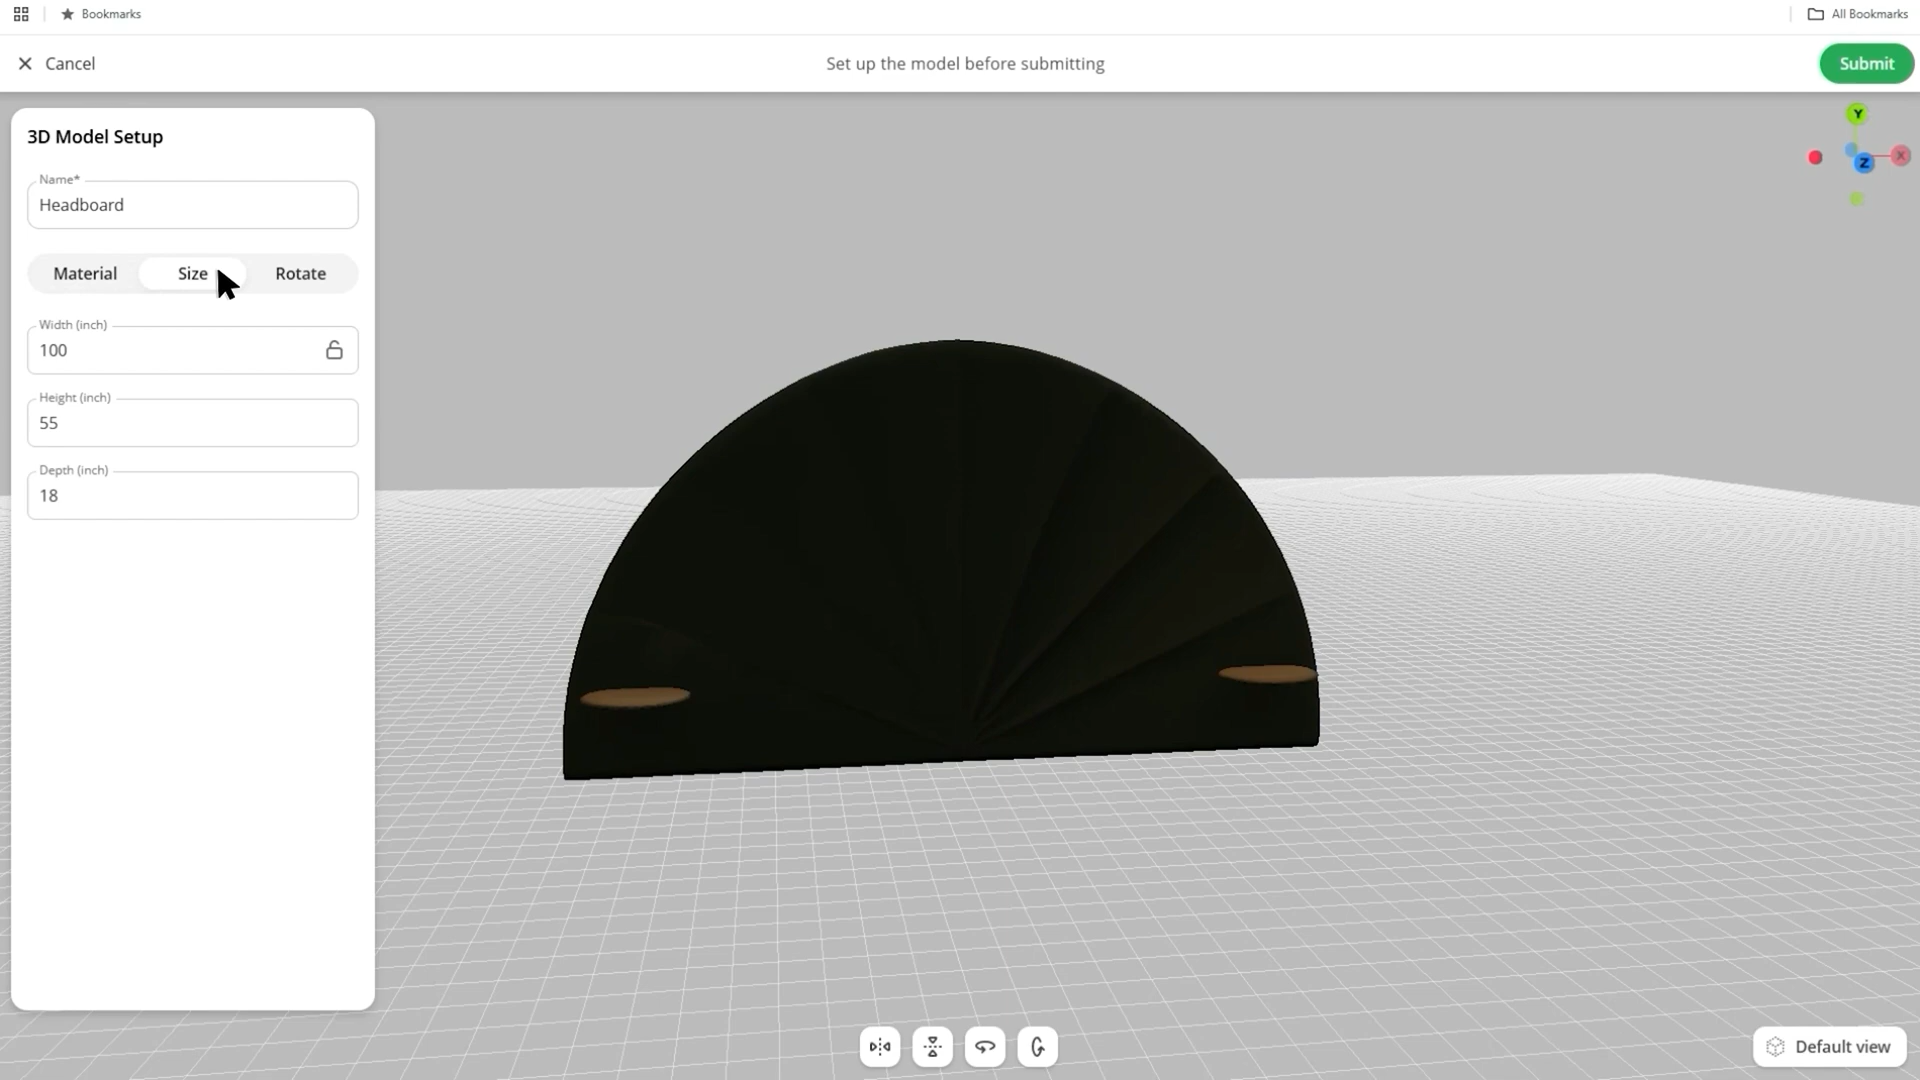 Bookmarks
All Bookmarks
Cancel
Set up the model before submitting
Submit
3D Model Setup
Name*
Headboard
Material Size Rotate
Width (inch)
100
Height (inch)
55
Depth (inch)
18
Y
Z
X
Default view